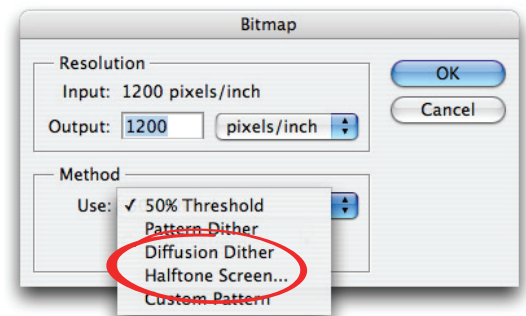 Bitmap
Resolution
Input: 1200 pixels/inch
Output: 1200 pixels/inch
OK
Cancel
Method
Use: ✓ 50% Threshold
Pattern Dither
Diffusion Dither
Halftone Screen...
Custom Pattern